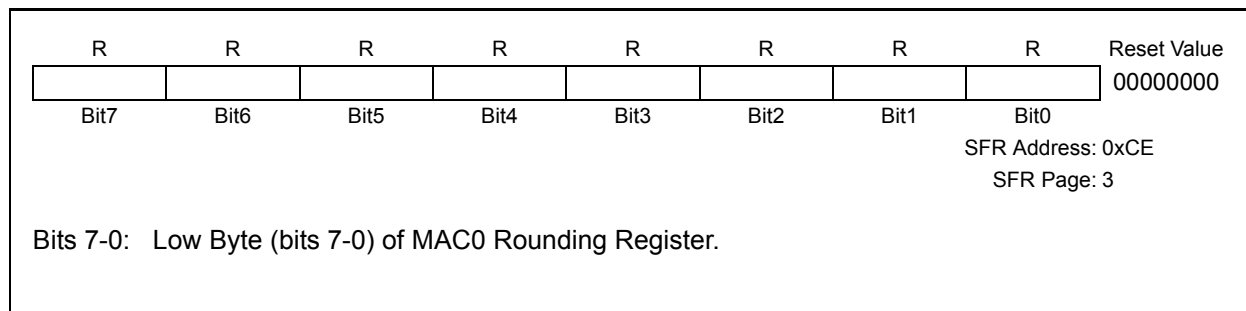 R R R R R R R R Reset Value
00000000
Bit7 Bit6 Bit5 Bit4 Bit3 Bit2 Bit1 Bit0
SFR Address: 0xCE
SFR Page: 3
Bits 7-0: Low Byte (bits 7-0) of MAC0 Rounding Register.